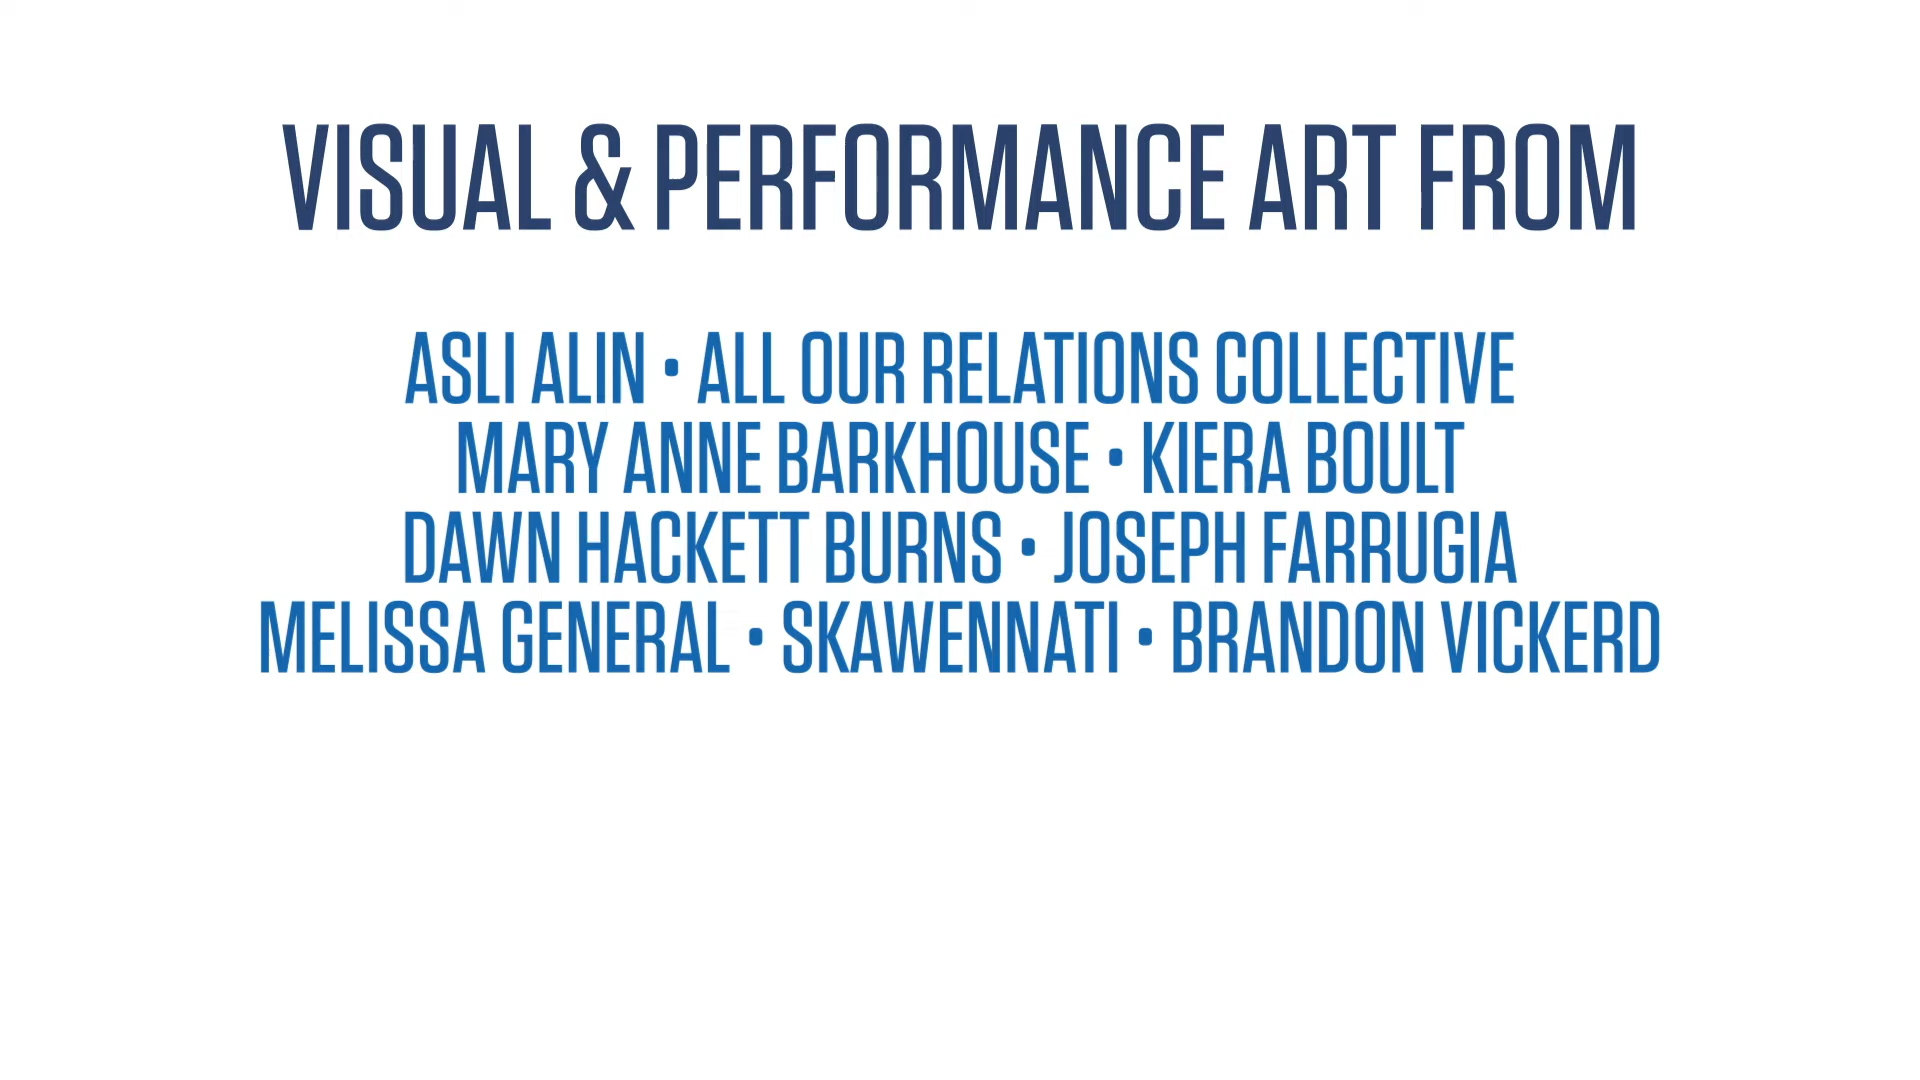 VISUAL & PERFORMANCE ART FROM
ASLI ALIN • ALL OUR RELATIONS COLLECTIVE
MARY ANNE BARKHOUSE • KIERA BOULT
DAWN HACKETT BURNS • JOSEPH FARRUGIA
MELISSA GENERAL • SKAWENNATI • BRANDON VICKERD